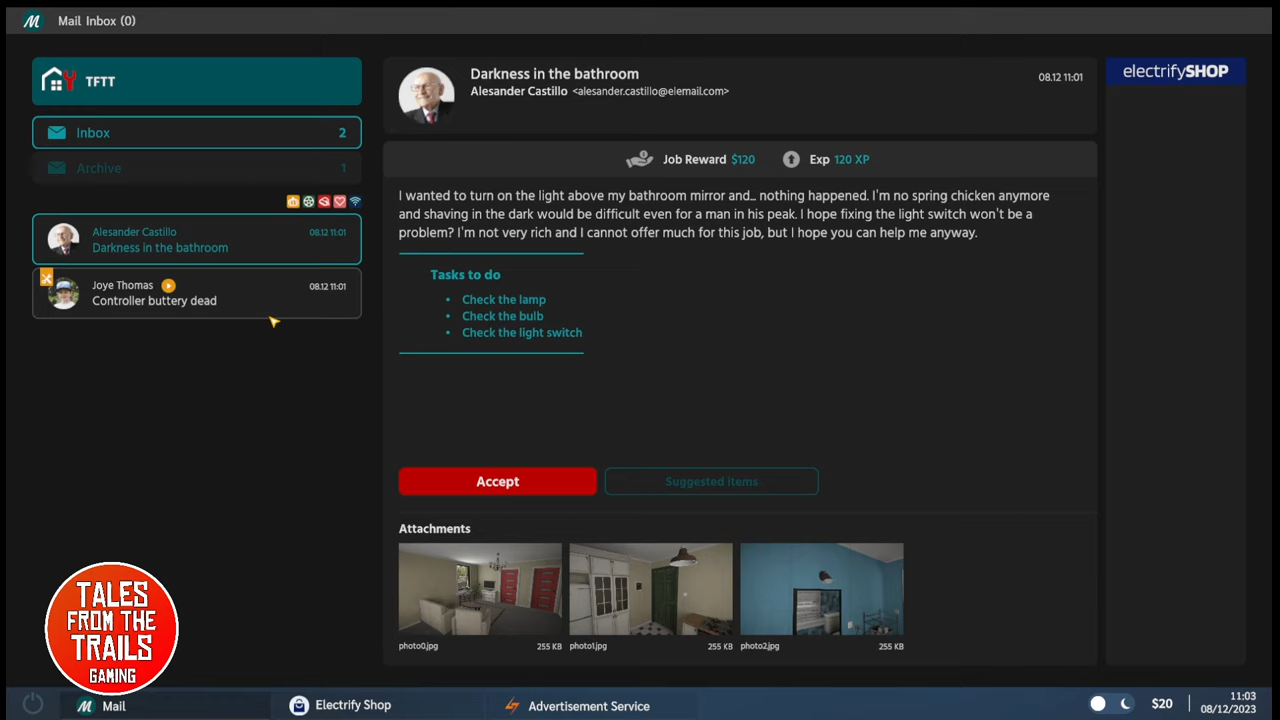 Mail Inbox (0)
TFTT
Inbox 2
Archive 1
Alesander Castillo 08.12 11:01
Darkness in the bathroom
Joye Thomas 08.12 11:01
Controller buttery dead
Darkness in the bathroom
Alesander Castillo <alesander.castillo@elemail.com>
08.12 11:01
Job Reward $120 Exp 120 XP
I wanted to turn on the light above my bathroom mirror and... nothing happened. I'm no spring chicken anymore
and shaving in the dark would be difficult even for a man in his peak. I hope fixing the light switch won't be a
problem? I'm not very rich and I cannot offer much for this job, but I hope you can help me anyway.
Tasks to do
• Check the lamp
• Check the bulb
• Check the light switch
Accept Suggested items
Attachments
photo0.jpg 255 KB photo1.jpg 255 KB photo2.jpg 255 KB
electrifySHOP
TALES
FROM THE
TRAILS
GAMING
Mail Electrify Shop Advertisement Service $20 11:03
08/12/2023